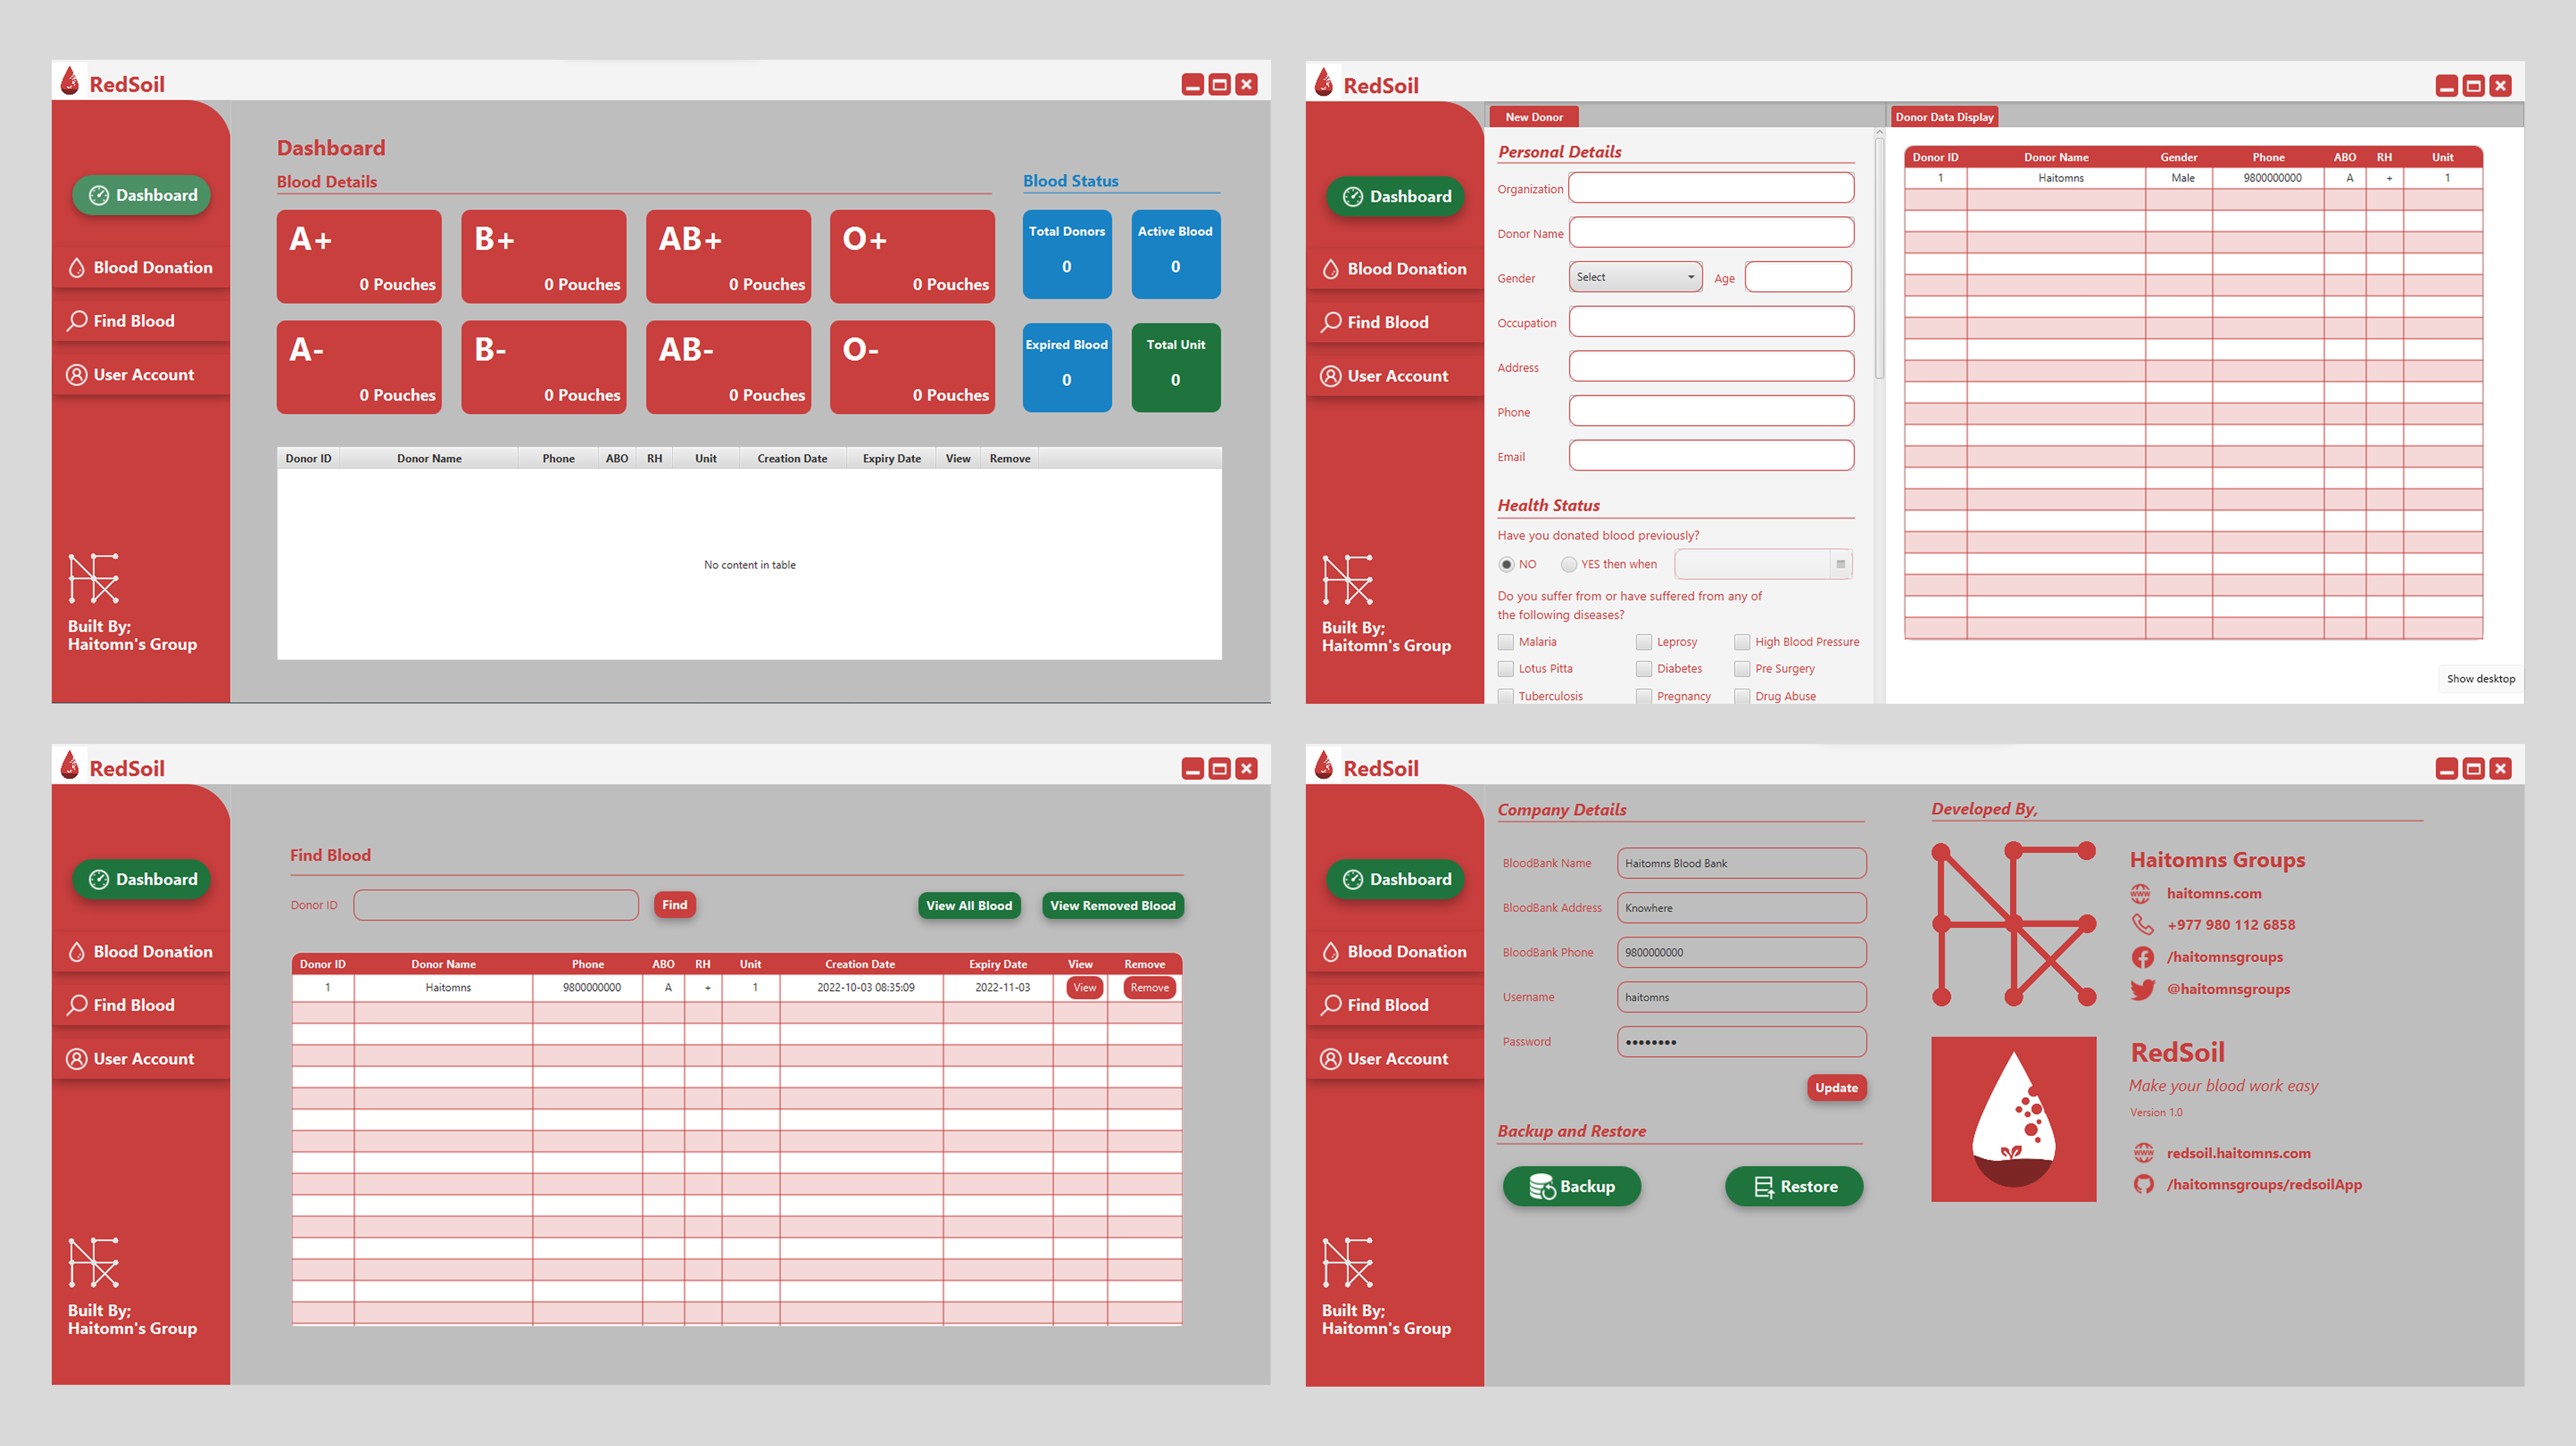 RedSoil
Dashboard
Blood Donation
Find Blood
User Account
Built By;
Haitomn's Group
Dashboard
Blood Details
Blood Status
A+
0 Pouches
B+
0 Pouches
AB+
0 Pouches
O+
0 Pouches
Total Donors
0
Active Blood
0
A-
0 Pouches
B-
0 Pouches
AB-
0 Pouches
O-
0 Pouches
Expired Blood
0
Total Unit
0
Donor ID Donor Name Phone ABO RH Unit Creation Date Expiry Date View Remove
No content in table
RedSoil
Dashboard
Blood Donation
Find Blood
User Account
Built By;
Haitomn's Group
New Donor
Personal Details
Organization
Donor Name
Gender Select Age
Occupation
Address
Phone
Email
Health Status
Have you donated blood previously?
NO YES then when
Do you suffer from or have suffered from any of
the following diseases?
Malaria Leprosy High Blood Pressure
Lotus Pitta Diabetes Pre Surgery
Tuberculosis Pregnancy Drug Abuse
Donor Data Display
Donor ID Donor Name Gender Phone ABO RH Unit
1 Haitomns Male 9800000000 A + 1
Show desktop
RedSoil
Dashboard
Blood Donation
Find Blood
User Account
Built By;
Haitomn's Group
Find Blood
Donor ID Find View All Blood View Removed Blood
Donor ID Donor Name Phone ABO RH Unit Creation Date Expiry Date View Remove
1 Haitomns 9800000000 A + 1 2022-10-03 08:35:09 2022-11-03 View Remove
RedSoil
Dashboard
Blood Donation
Find Blood
User Account
Built By;
Haitomn's Group
Company Details
BloodBank Name Haitomns Blood Bank
BloodBank Address Knowhere
BloodBank Phone 9800000000
Username haitomns
Password ••••••••
Update
Backup and Restore
Backup Restore
Developed By,
Haitomns Groups
www haitomns.com
+977 980 112 6858
/haitomnsgroups
@haitomnsgroups
RedSoil
Make your blood work easy
Version 1.0
www redsoil.haitomns.com
/haitomnsgroups/redsoilApp